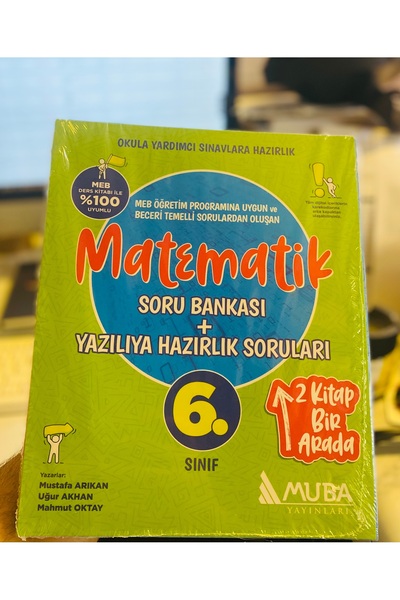 OKULA YARDIMCI SINAVLARA HAZIRLIK
MEB
DERS KİTABI İLE
%100
UYUMLU
MEB ÖĞRETİM PROGRAMINA UYGUN ve
BECERİ TEMELLİ SORULARDAN OLUŞAN
Matematik
SORU BANKASI
+
YAZILIYA HAZIRLIK SORULARI
6.
SINIF
2 Kitap
Bir
Arada
Yazarlar:
Mustafa ARIKAN
Uğur AKHAN
Mahmut OKTAY
MUBA
YAYINLARI